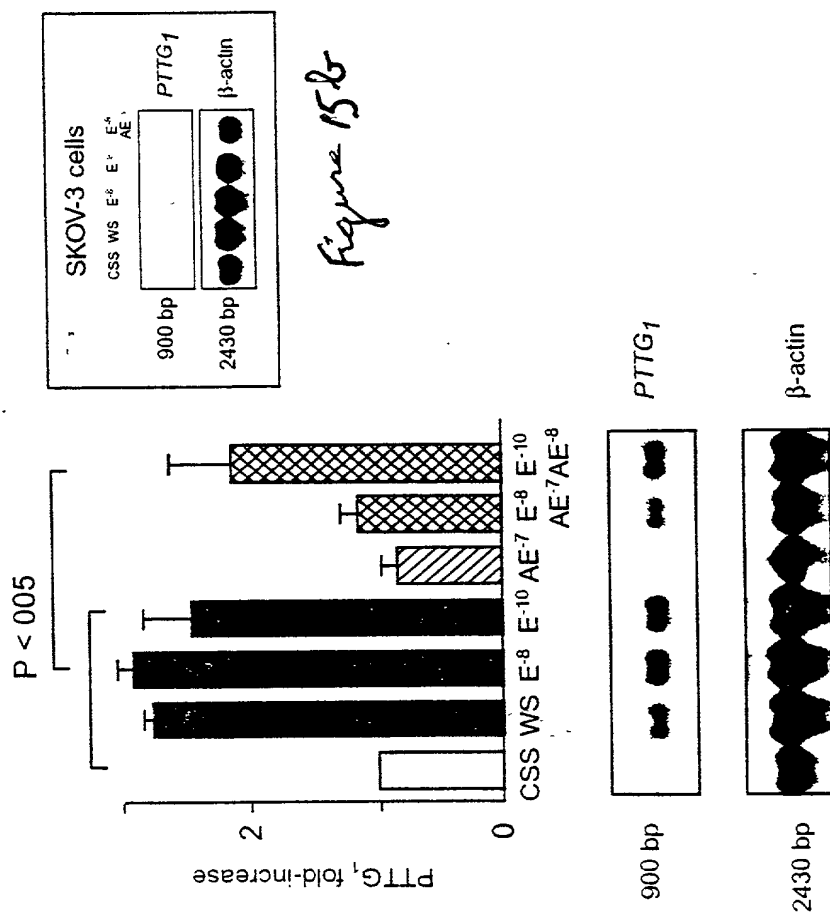 P < 005
PTTG1 fold-increase
2
0
CSS WS E-8 E-10 AE-7 E-8 E-10
AE-7 AE-8
900 bp PTTG1
2430 bp β-actin
SKOV-3 cells
CSS WS E-8
AE
900 bp PTTG1
2430 bp β-actin
Figure 15b